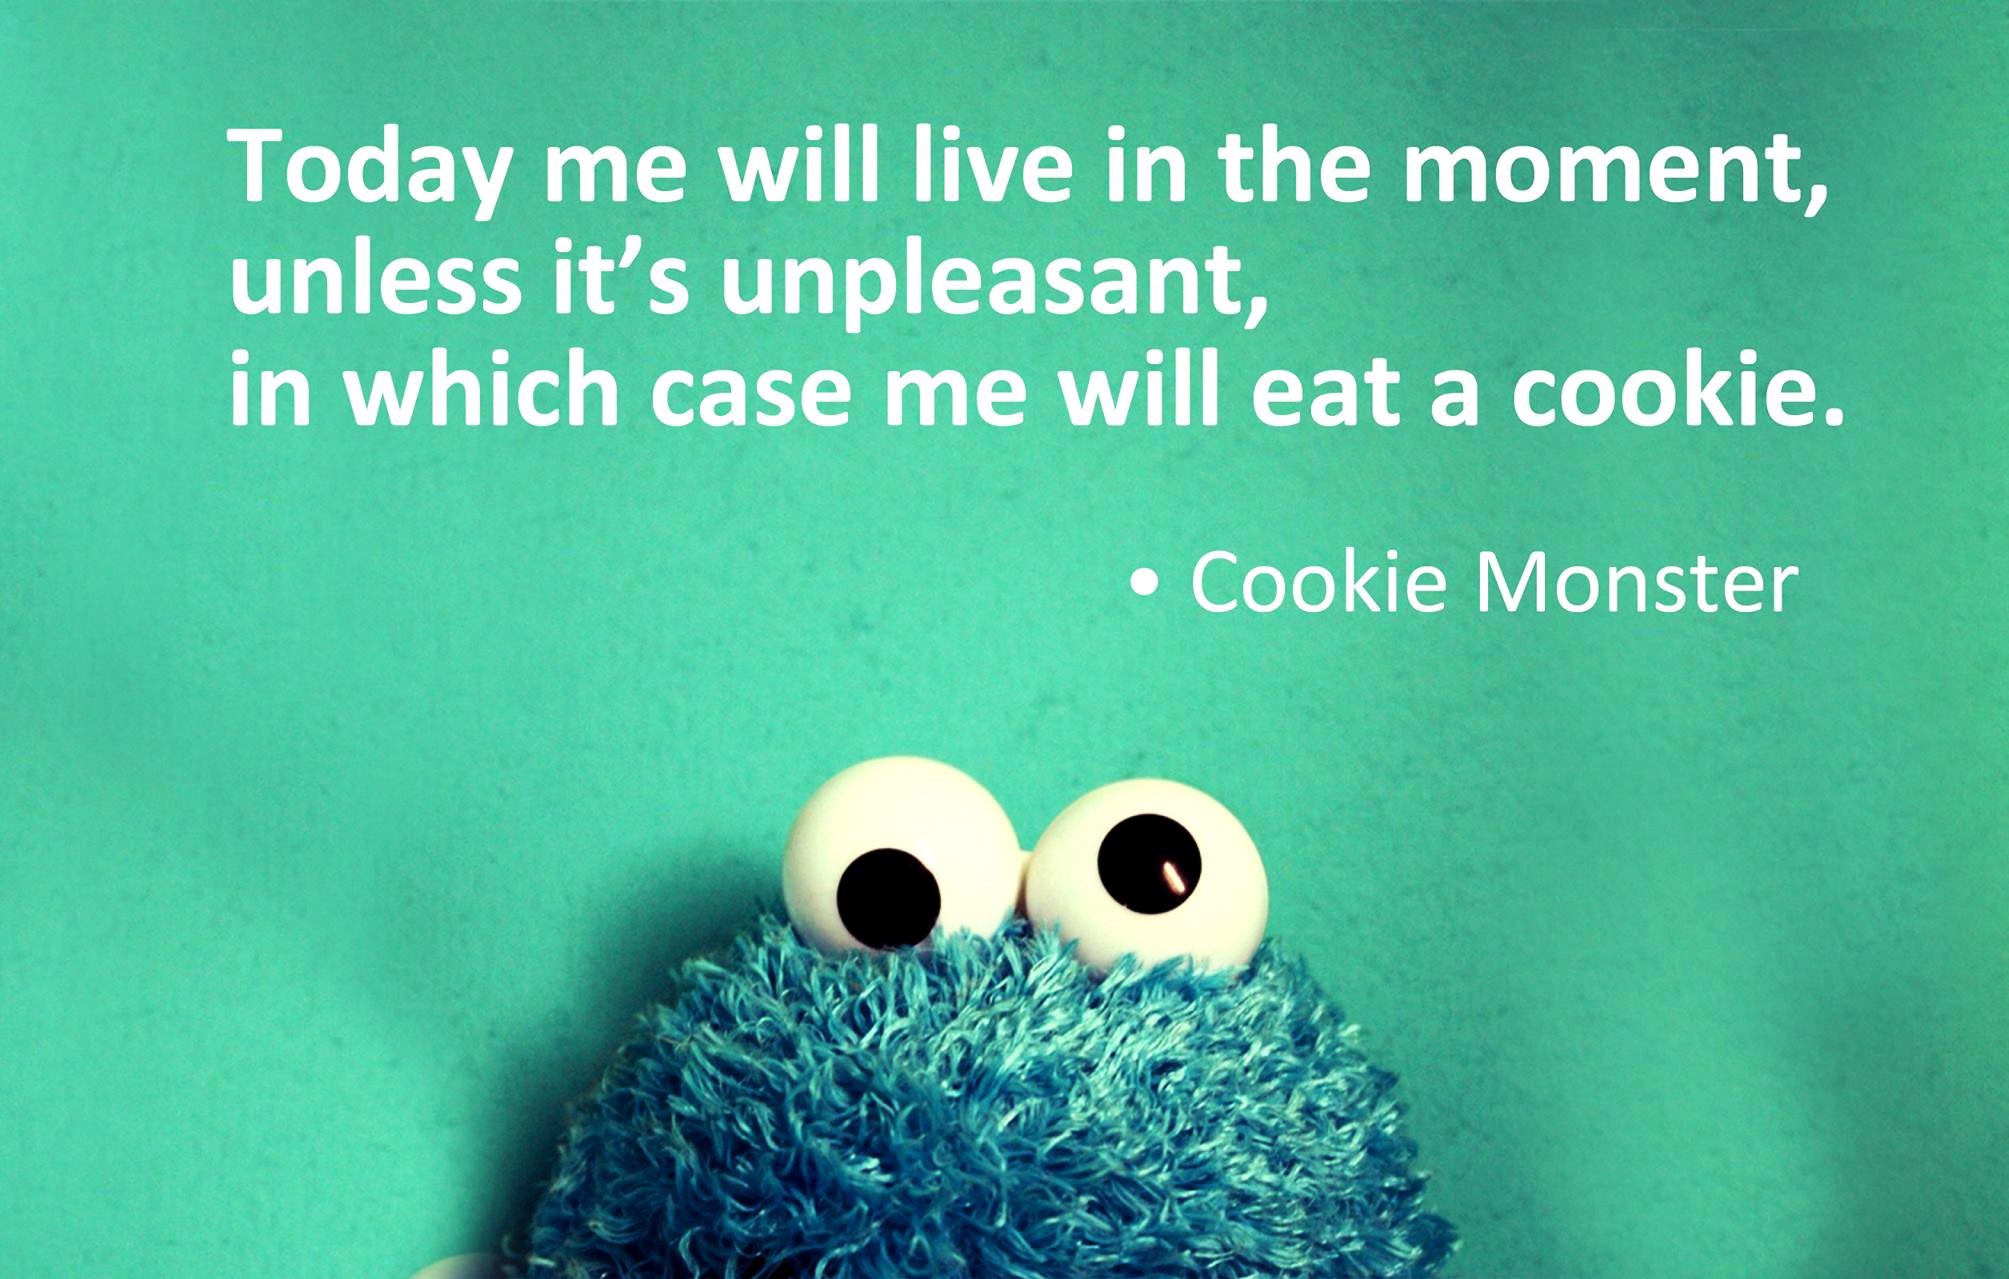 Today me will live in the moment,
unless it’s unpleasant,
in which case me will eat a cookie.
• Cookie Monster